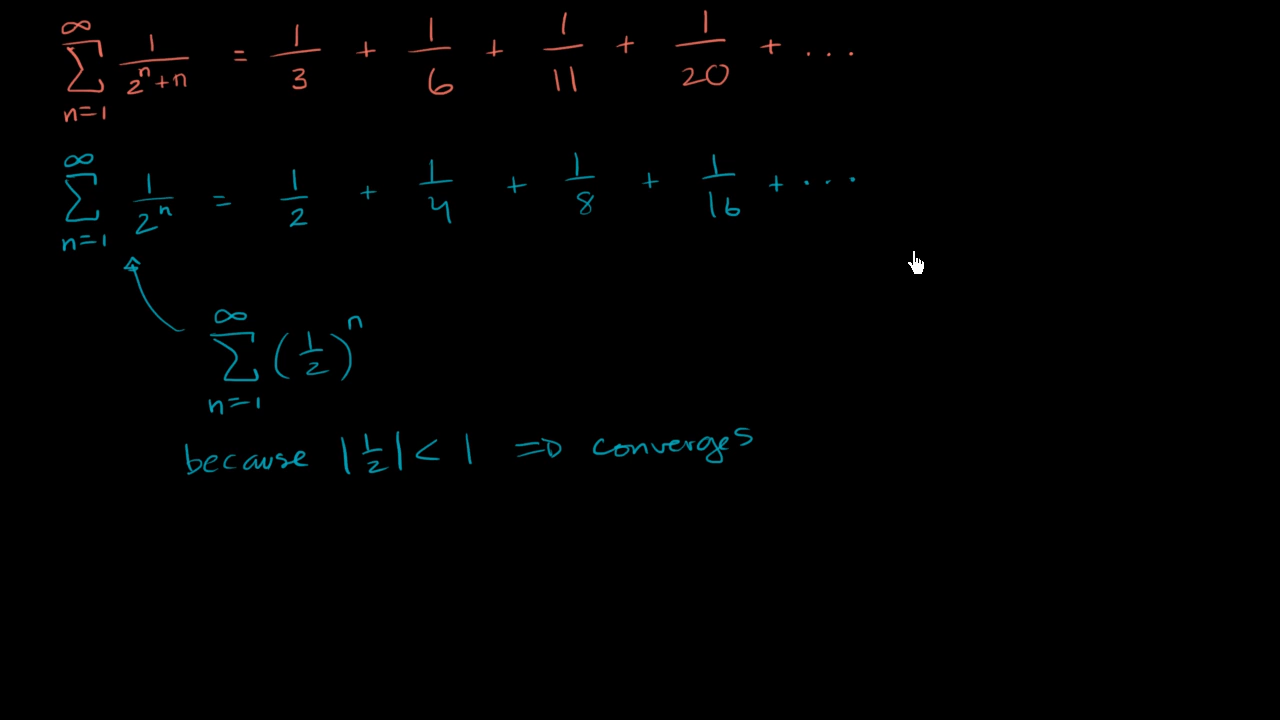 ∞∑n=1 1/(2^n+n) = 1/3 + 1/6 + 1/11 + 1/20 + ...
∞∑n=1 1/2^n = 1/2 + 1/4 + 1/8 + 1/16 + ...
∞∑n=1 (1/2)^n
because |1/2| < 1 ⇒ converges